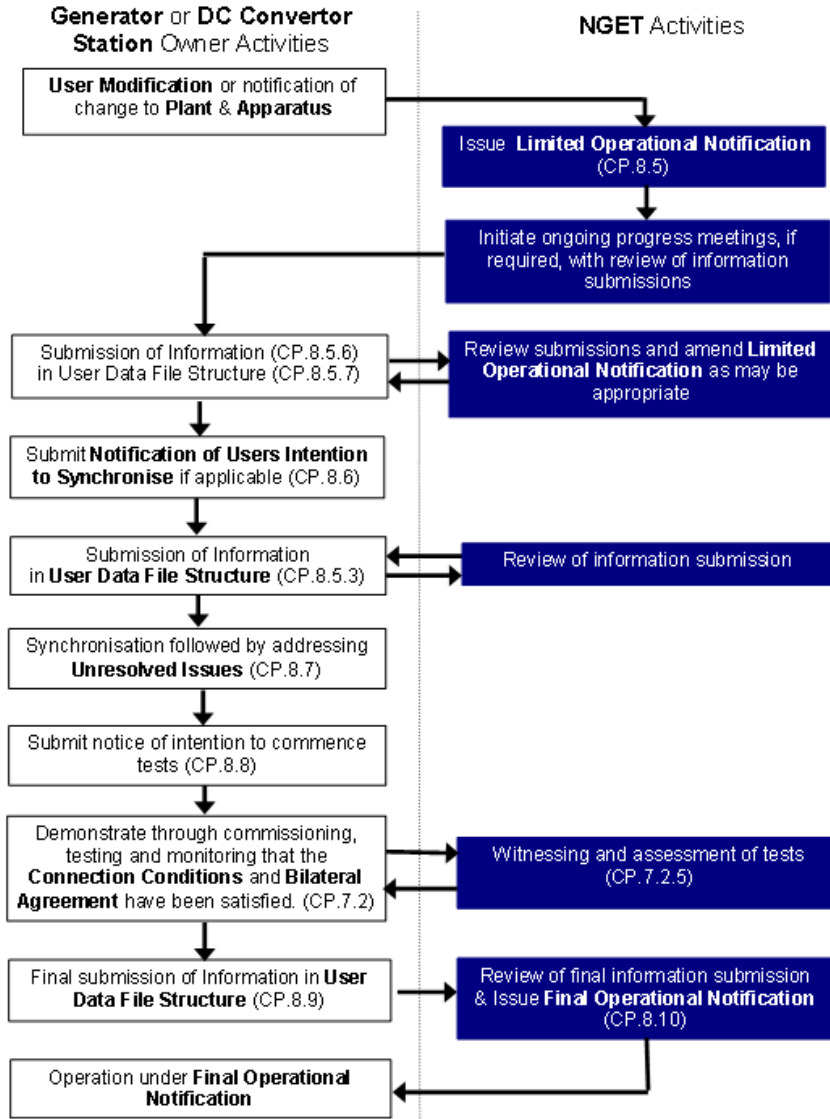 Generator or DC Convertor
Station Owner Activities
NGET Activities
User Modification or notification of
change to Plant & Apparatus
Issue Limited Operational Notification
(CP.8.5)
Initiate ongoing progress meetings, if
required, with review of information
submissions
Submission of Information (CP.8.5.6)
in User Data File Structure (CP.8.5.7)
Review submissions and amend Limited
Operational Notification as may be
appropriate
Submit Notification of Users Intention
to Synchronise if applicable (CP.8.6)
Submission of Information
in User Data File Structure (CP.8.5.3)
Review of information submission
Synchronisation followed by addressing
Unresolved Issues (CP.8.7)
Submit notice of intention to commence
tests (CP.8.8)
Demonstrate through commissioning,
testing and monitoring that the
Connection Conditions and Bilateral
Agreement have been satisfied. (CP.7.2)
Witnessing and assessment of tests
(CP.7.2.5)
Final submission of Information in User
Data File Structure (CP.8.9)
Review of final information submission
& Issue Final Operational Notification
(CP.8.10)
Operation under Final Operational
Notification